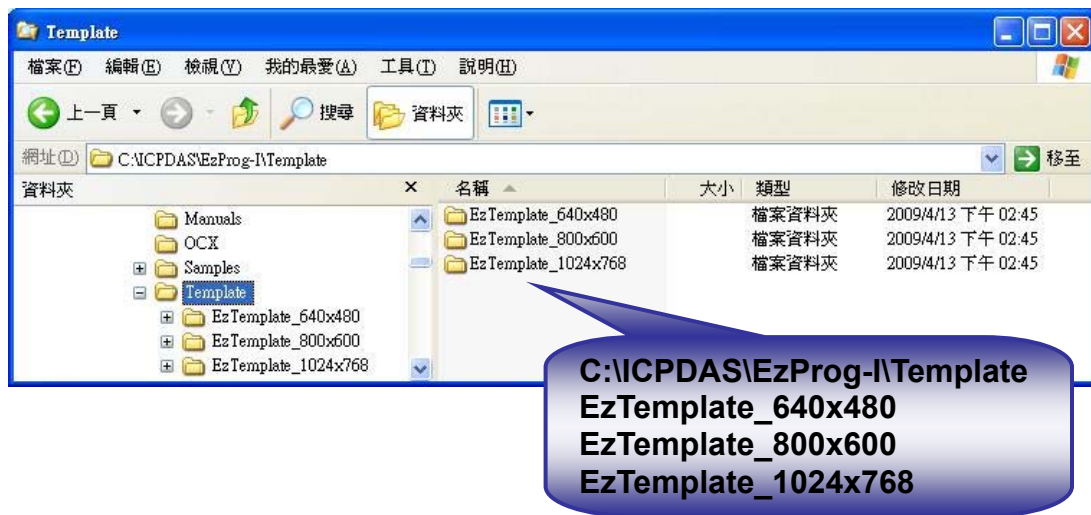 Template
檔案(F) 編輯(E) 檢視(V) 我的最愛(A) 工具(T) 說明(H)
上一頁 搜尋 資料夾
網址(D) C:\ICPDAS\EzProg-I\Template 移至
資料夾 × 名稱 大小 類型 修改日期
Manuals
OCX
Samples
Template
EzTemplate_640x480
EzTemplate_800x600
EzTemplate_1024x768
EzTemplate_640x480 檔案資料夾 2009/4/13 下午 02:45
EzTemplate_800x600 檔案資料夾 2009/4/13 下午 02:45
EzTemplate_1024x768 檔案資料夾 2009/4/13 下午 02:45
C:\ICPDAS\EzProg-I\Template
EzTemplate_640x480
EzTemplate_800x600
EzTemplate_1024x768